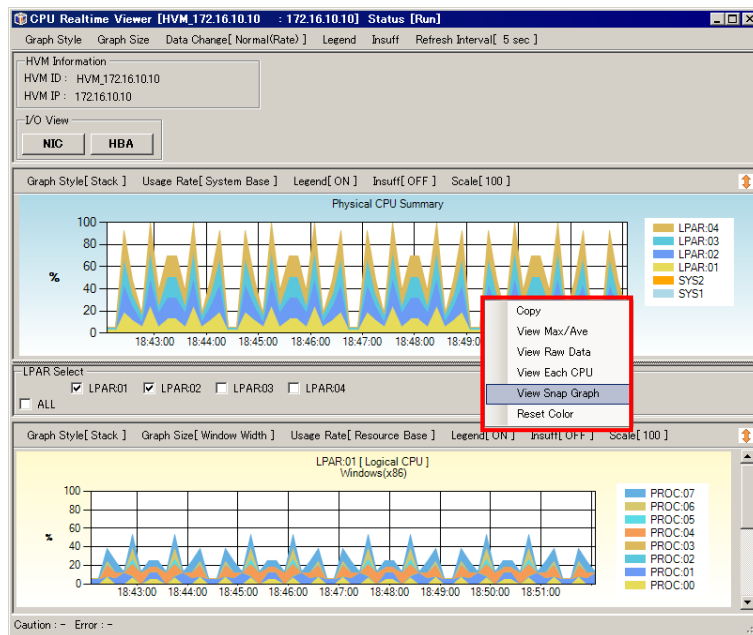 CPU Realtime Viewer [HVM_172.16.10.10 : 172.16.10.10] Status [Run]
Graph Style Graph Size Data Change[ Normal(Rate) ] Legend Insuff Refresh Interval[ 5 sec ]
HVM Information
HVM ID : HVM_172.16.10.10
HVM IP : 172.16.10.10
I/O View
NIC HBA
Graph Style[ Stack ] Usage Rate[ System Base ] Legend[ ON ] Insuff[ OFF ] Scale[ 100 ]
Physical CPU Summary
100
80
60
40
20
0
%
18:43:00 18:44:00 18:45:00 18:46:00 18:47:00 18:48:00
LPAR:04
LPAR:03
LPAR:02
LPAR:01
SYS2
SYS1
Copy
View Max/Ave
View Raw Data
View Each CPU
View Snap Graph
Reset Color
LPAR Select
LPAR:01 LPAR:02 LPAR:03 LPAR:04
ALL
Graph Style[ Stack ] Graph Size[ Window Width ] Usage Rate[ Resource Base ] Legend[ ON ] Insuff[ OFF ] Scale[ 100 ]
LPAR:01 [ Logical CPU ]
Windows(x86)
100
80
60
40
20
0
%
18:43:00 18:44:00 18:45:00 18:46:00 18:47:00 18:48:00 18:49:00 18:50:00 18:51:00
PROC:07
PROC:06
PROC:05
PROC:04
PROC:03
PROC:02
PROC:01
PROC:00
Caution : - Error : -